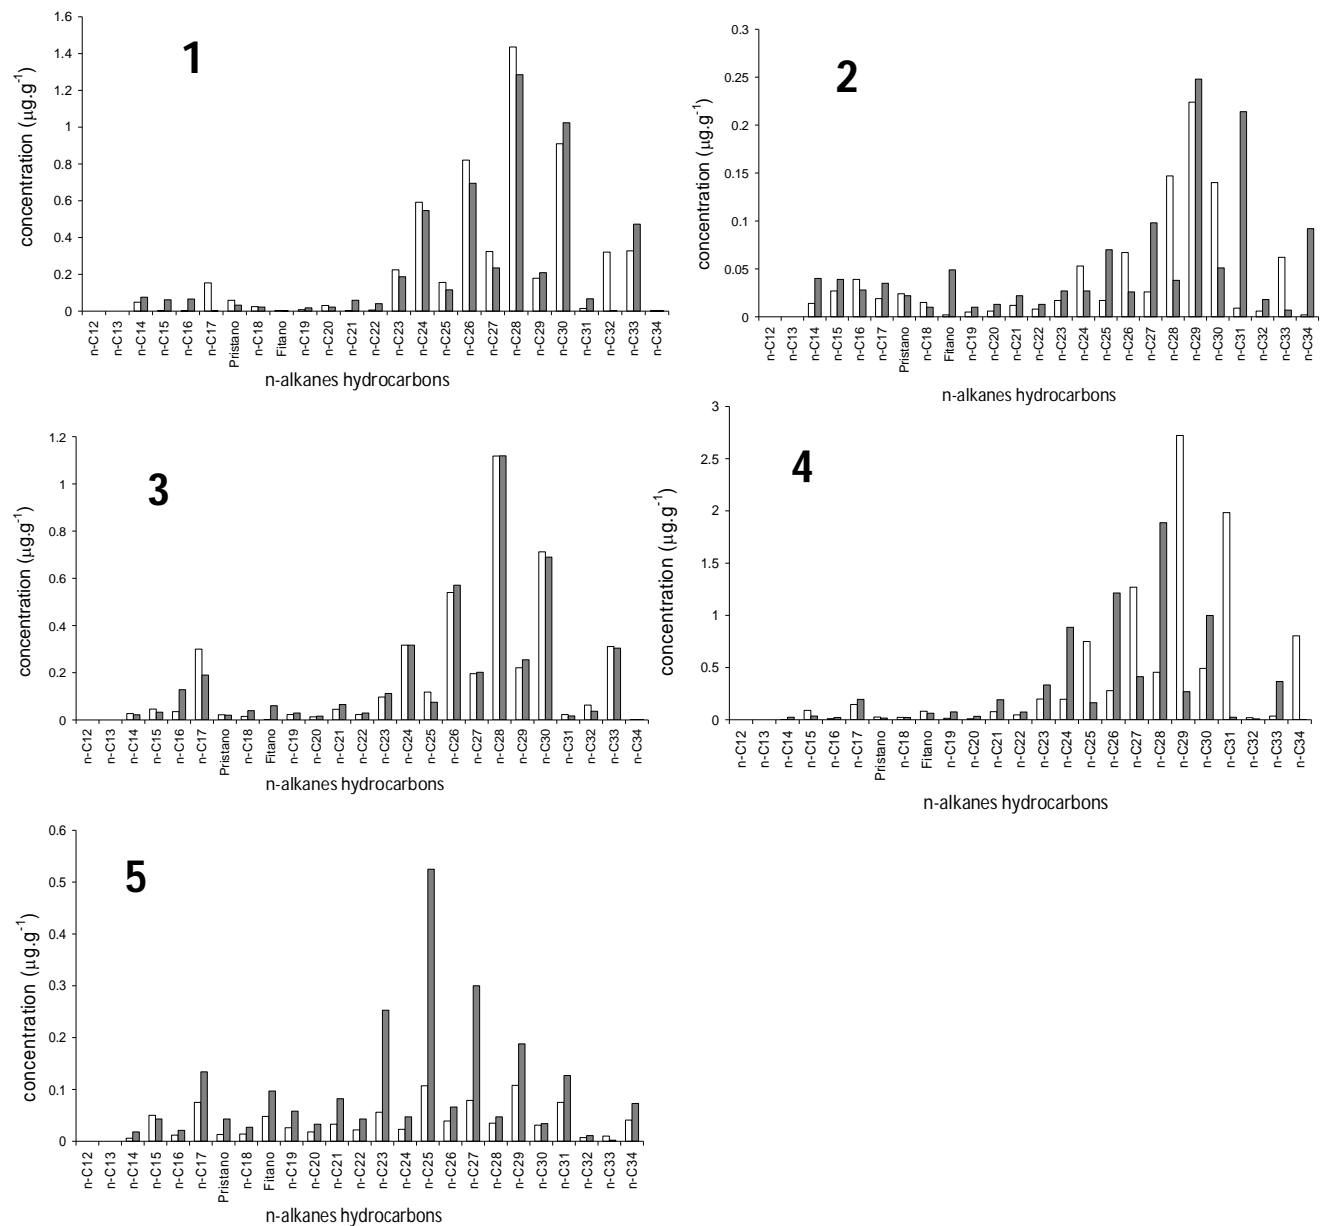 1
concentration (μg.g⁻¹)
1.6
1.4
1.2
1
0.8
0.6
0.4
0.2
0
n-C12
n-C13
n-C14
n-C15
n-C16
n-C17
Pristano
n-C18
Fitano
n-C19
n-C20
n-C21
n-C22
n-C23
n-C24
n-C25
n-C26
n-C27
n-C28
n-C29
n-C30
n-C31
n-C32
n-C33
n-C34
n-alkanes hydrocarbons
2
concentration (μg.g⁻¹)
0.3
0.25
0.2
0.15
0.1
0.05
0
n-C12
n-C13
n-C14
n-C15
n-C16
n-C17
Pristano
n-C18
Fitano
n-C19
n-C20
n-C21
n-C22
n-C23
n-C24
n-C25
n-C26
n-C27
n-C28
n-C29
n-C30
n-C31
n-C32
n-C33
n-C34
n-alkanes hydrocarbons
3
concentration (μg.g⁻¹)
1.2
1
0.8
0.6
0.4
0.2
0
n-C12
n-C13
n-C14
n-C15
n-C16
n-C17
Pristano
n-C18
Fitano
n-C19
n-C20
n-C21
n-C22
n-C23
n-C24
n-C25
n-C26
n-C27
n-C28
n-C29
n-C30
n-C31
n-C32
n-C33
n-C34
n-alkanes hydrocarbons
4
concentration (μg.g⁻¹)
3
2.5
2
1.5
1
0.5
0
n-C12
n-C13
n-C14
n-C15
n-C16
n-C17
Pristano
n-C18
Fitano
n-C19
n-C20
n-C21
n-C22
n-C23
n-C24
n-C25
n-C26
n-C27
n-C28
n-C29
n-C30
n-C31
n-C32
n-C33
n-C34
n-alkanes hydrocarbons
5
concentration (μg.g⁻¹)
0.6
0.5
0.4
0.3
0.2
0.1
0
n-C12
n-C13
n-C14
n-C15
n-C16
n-C17
Pristano
n-C18
Fitano
n-C19
n-C20
n-C21
n-C22
n-C23
n-C24
n-C25
n-C26
n-C27
n-C28
n-C29
n-C30
n-C31
n-C32
n-C33
n-C34
n-alkanes hydrocarbons